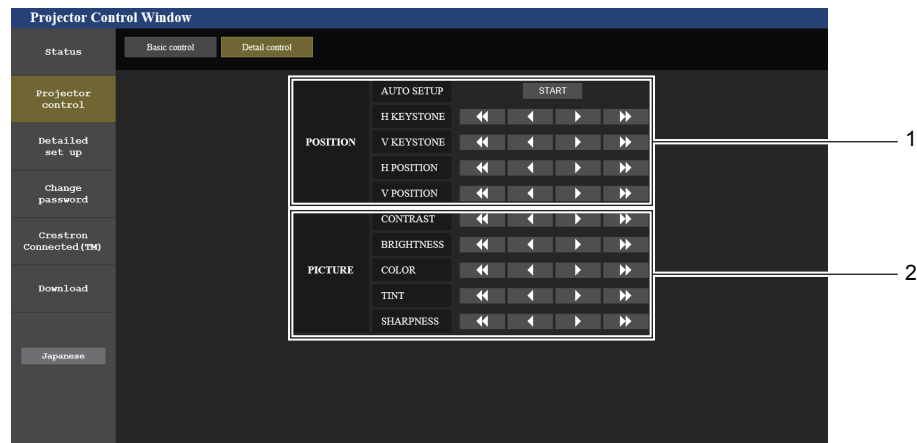 Projector Control Window
Status
Basic control
Detail control
Projector
control
Detailed
set up
Change
password
Crestron
Connected(TM)
Download
Japanese
POSITION
AUTO SETUP
START
H KEYSTONE
V KEYSTONE
H POSITION
V POSITION
1
PICTURE
CONTRAST
BRIGHTNESS
COLOR
TINT
SHARPNESS
2